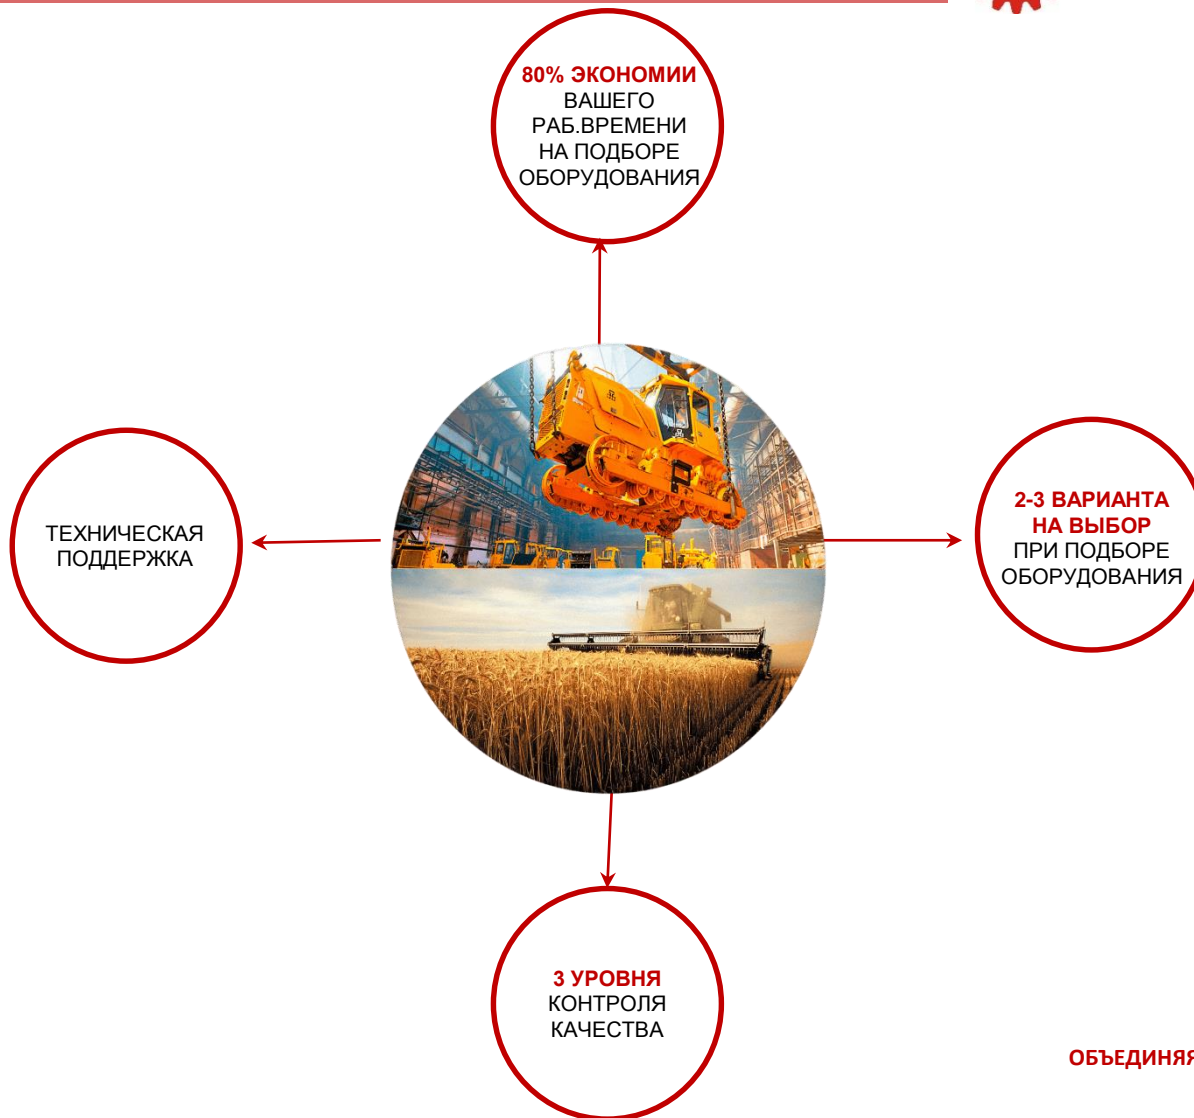 80% ЭКОНОМИИ
ВАШЕГО
РАБ.ВРЕМЕНИ
НА ПОДБОРЕ
ОБОРУДОВАНИЯ
ТЕХНИЧЕСКАЯ
ПОДДЕРЖКА
2-3 ВАРИАНТА
НА ВЫБОР
ПРИ ПОДБОРЕ
ОБОРУДОВАНИЯ
3 УРОВНЯ
КОНТРОЛЯ
КАЧЕСТВА
ОБЪЕДИНЯЯ